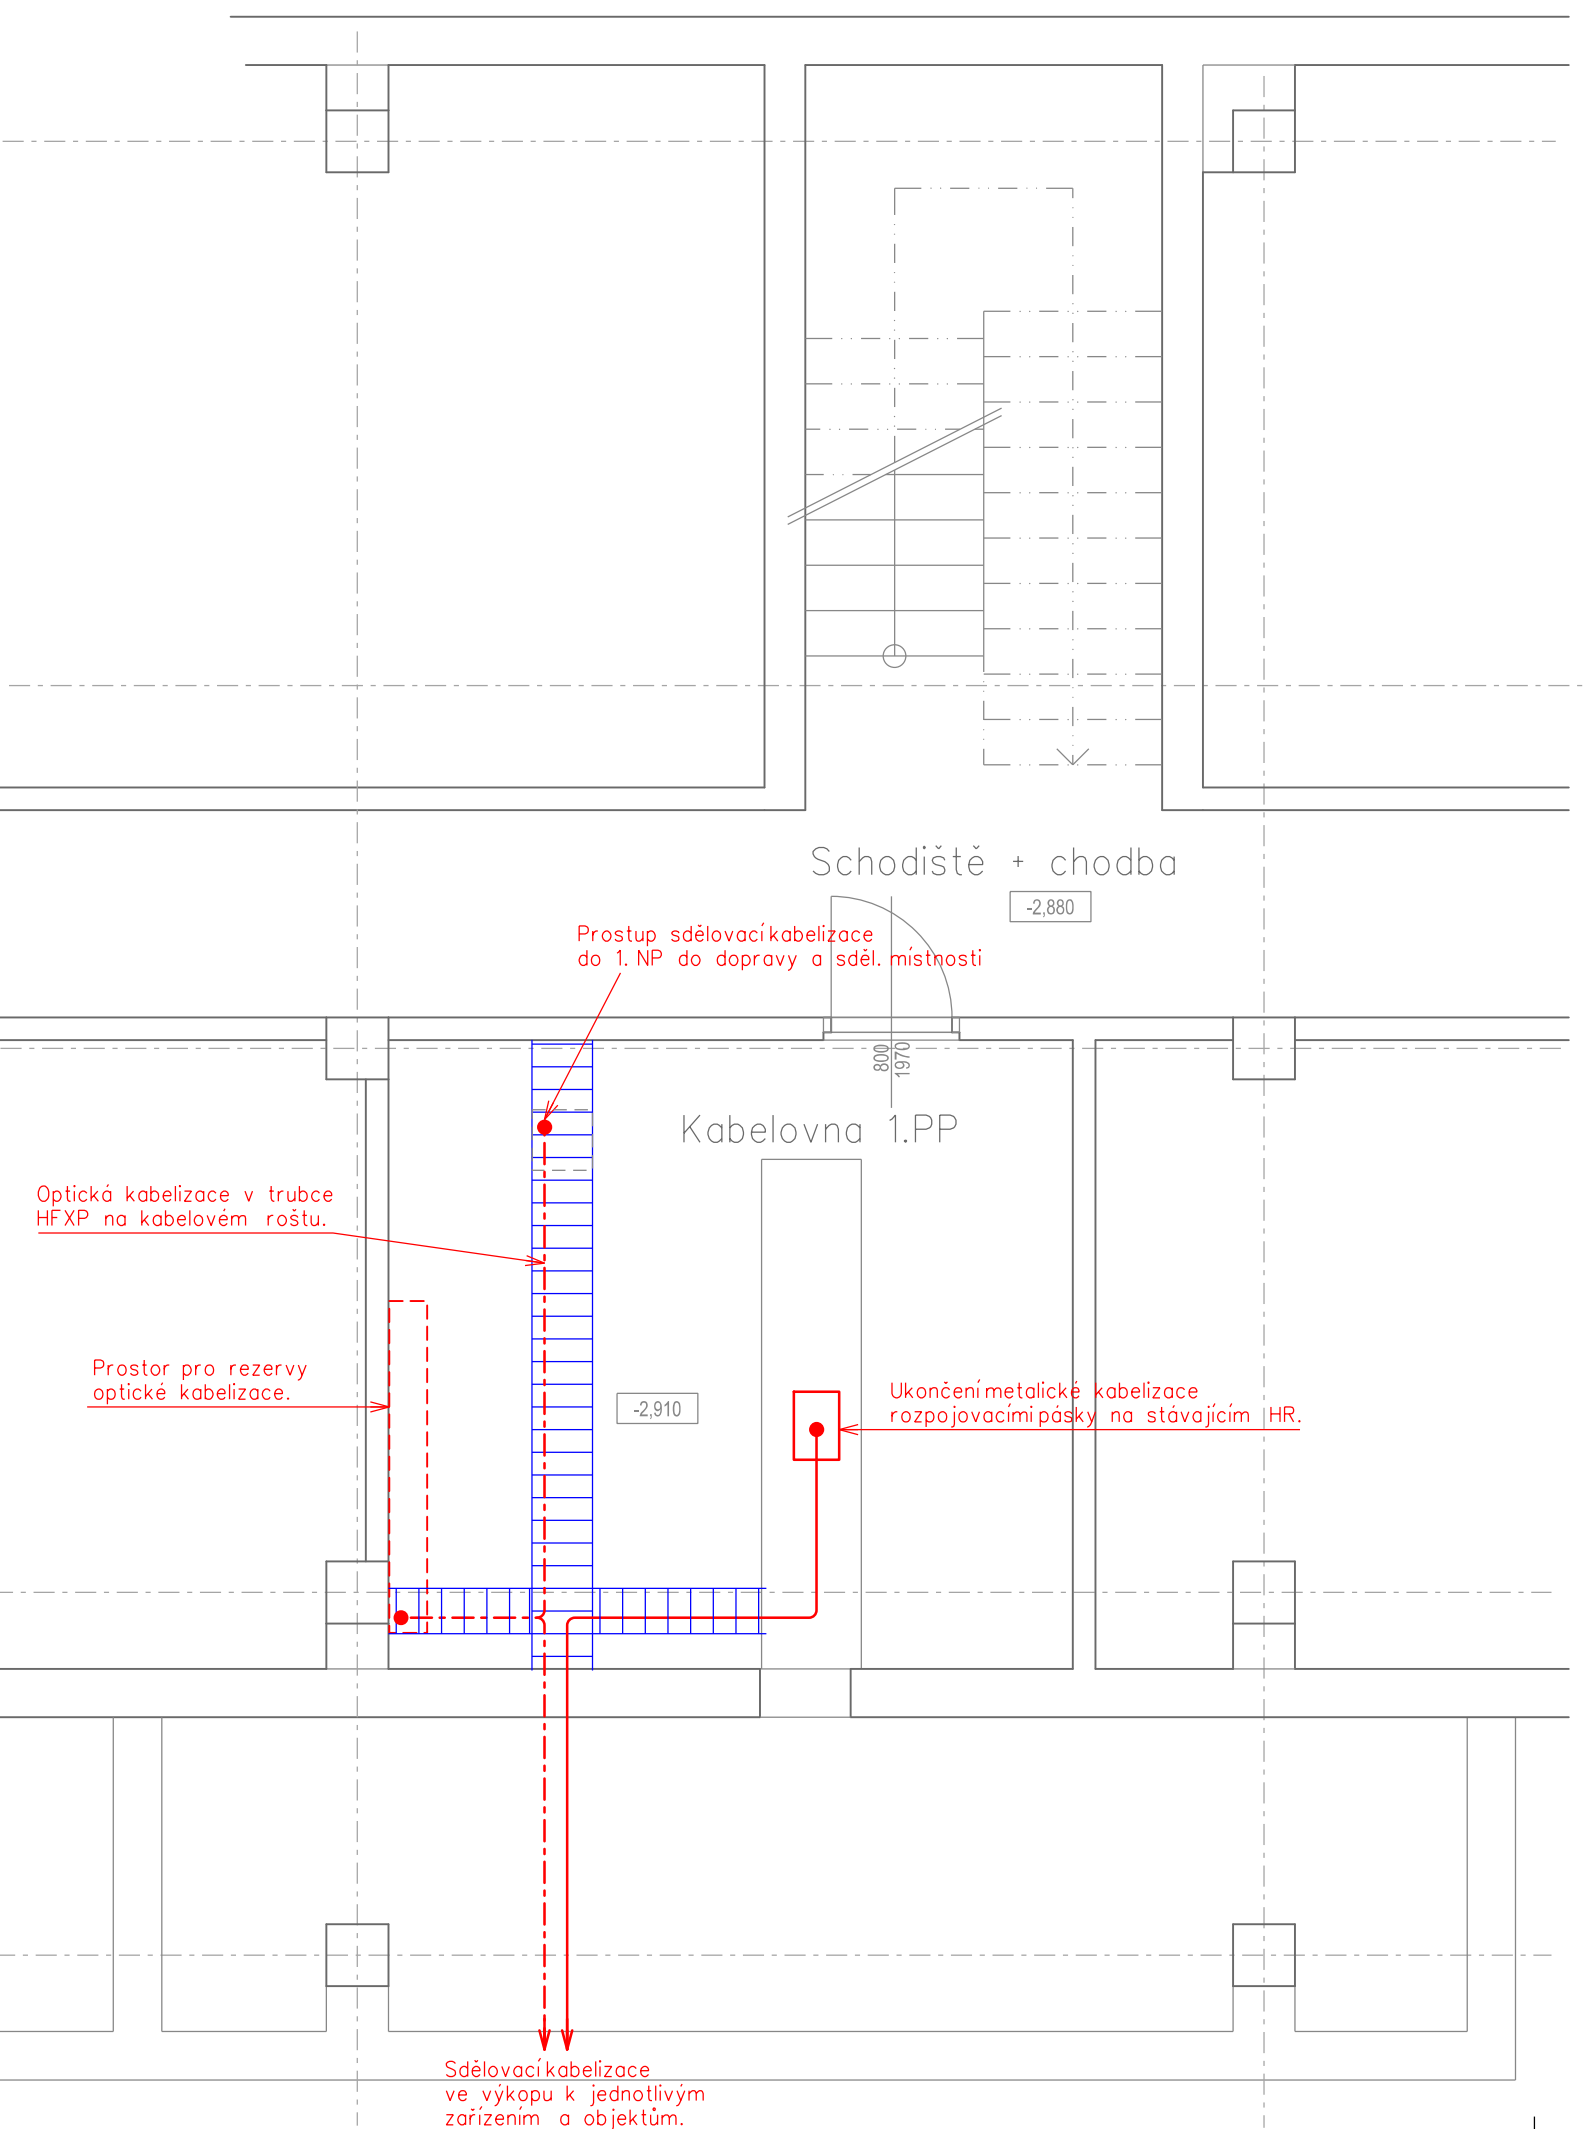 Schodiště + chodba
-2,880
Prostup sdělovací kabelizace
do 1. NP do dopravy a sděl. místnosti
800
1970
Kabelovna 1.PP
Optická kabelizace v trubce
HFXP na kabelovém roštu.
Prostor pro rezervy
optické kabelizace.
-2,910
Ukončení metalické kabelizace
rozpojovacími pásky na stávajícím HR.
Sdělovací kabelizace
ve výkopu k jednotlivým
zařízením a objektům.